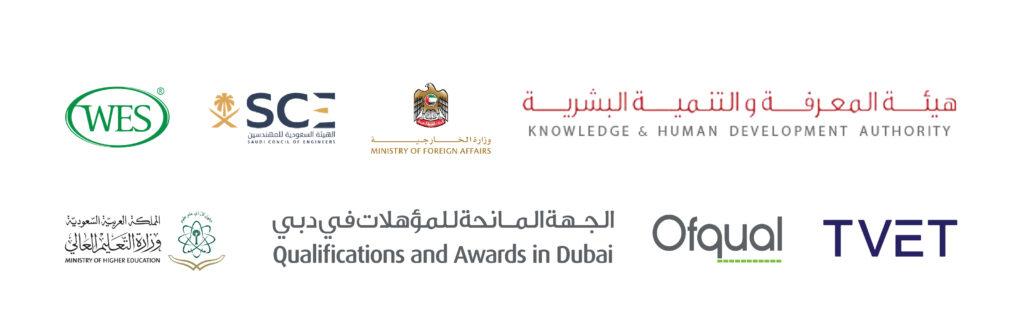 WES®
SCE
الهيئة السعودية للمهندسين
SAUDI CONCIL OF ENGINEERS
وزارة الخارجية
MINISTRY OF FOREIGN AFFAIRS
هيئة المعرفة والتنمية البشرية
KNOWLEDGE & HUMAN DEVELOPMENT AUTHORITY
المملكة العربية السعودية
وزارة التعليم العالي
MINISTRY OF HIGHER EDUCATION
الجهة المانحة للمؤهلات في دبي
Qualifications and Awards in Dubai
Ofqual
TVET